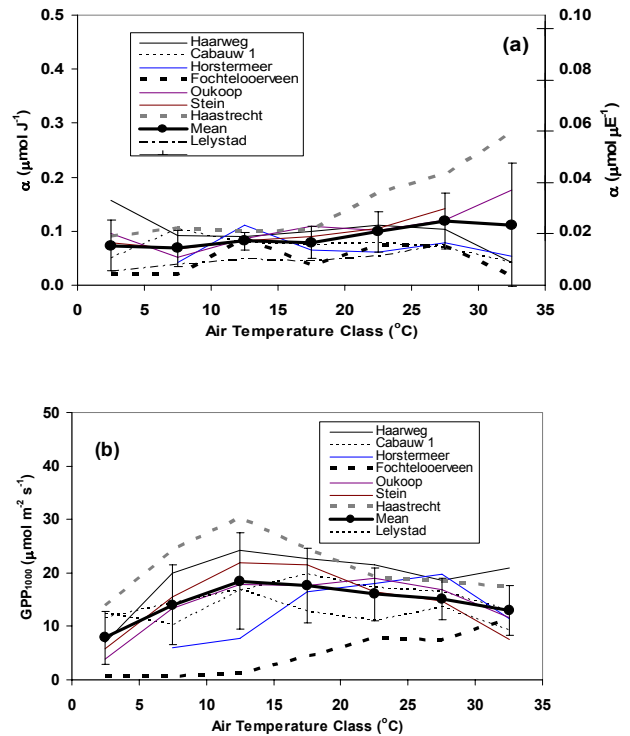 (a)
0.5
0.4
0.3
0.2
0.1
0.0
α (μmol J⁻¹)
Haarweg
Cabauw 1
Horstermeer
Fochtelooerveen
Oukoop
Stein
Haastrecht
Mean
Lelystad
0.10
0.08
0.06
0.04
0.02
0.00
α (μmol μE⁻¹)
0 5 10 15 20 25 30 35
Air Temperature Class (°C)
(b)
50
40
30
20
10
0
GPP₁₀₀₀ (μmol m⁻² s⁻¹)
Haarweg
Cabauw 1
Horstermeer
Fochtelooerveen
Oukoop
Stein
Haastrecht
Mean
Lelystad
0 5 10 15 20 25 30 35
Air Temperature Class (°C)